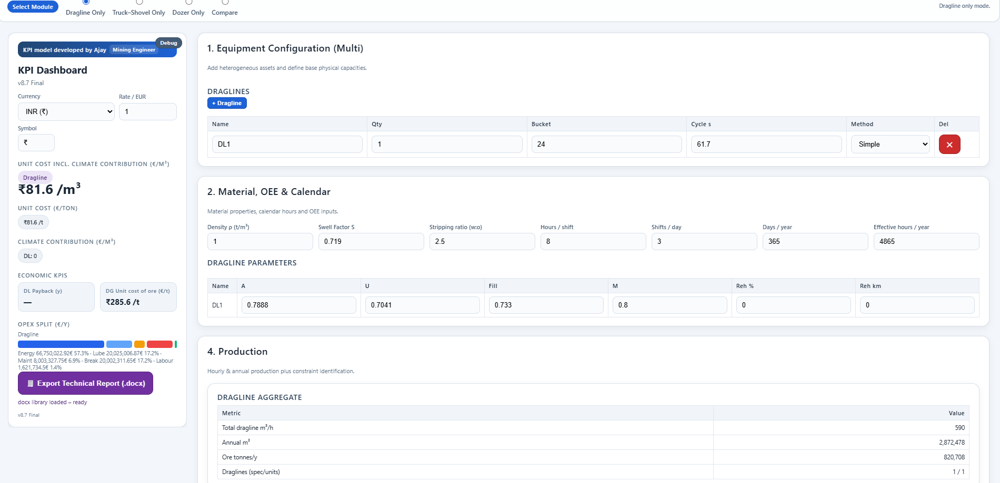 Select Module
Dragline Only Truck–Shovel Only Dozer Only Compare
Dragline only mode.
Debug
KPI model developed by Ajay Mining Engineer
KPI Dashboard
v8.7 Final
Currency Rate / EUR
INR (₹) 1
Symbol
₹
UNIT COST INCL. CLIMATE CONTRIBUTION (€/M³)
Dragline
₹81.6 /m³
UNIT COST (€/TON)
₹81.6 /t
CLIMATE CONTRIBUTION (€/M³)
DL: 0
ECONOMIC KPIS
DL Payback (y) DG Unit cost of ore (€/t)
— ₹285.6 /t
OPEX SPLIT (€/Y)
Dragline
Energy 66,750,022.92€ 57.3% · Lube 20,025,006.87€ 17.2% ·
Maint 8,003,327.75€ 6.9% · Break 20,002,311.65€ 17.2% · Labour
1,621,734.5€ 1.4%
Export Technical Report (.docx)
docx library loaded – ready
v8.7 Final
1. Equipment Configuration (Multi)
Add heterogeneous assets and define base physical capacities.
DRAGLINES
+ Dragline
Name Qty Bucket Cycle s Method Del
DL1 1 24 61.7 Simple ×
2. Material, OEE & Calendar
Material properties, calendar hours and OEE inputs.
Density ρ (t/m³) Swell Factor S Stripping ratio (w:o) Hours / shift Shifts / day Days / year Effective hours / year
1 0.719 2.5 8 3 365 4865
DRAGLINE PARAMETERS
Name A U Fill M Reh % Reh km
DL1 0.7888 0.7041 0.733 0.8 0 0
4. Production
Hourly & annual production plus constraint identification.
DRAGLINE AGGREGATE
Metric Value
Total dragline m³/h 590
Annual m³ 2,872,478
Ore tonnes/y 820,708
Draglines (spec/units) 1 / 1